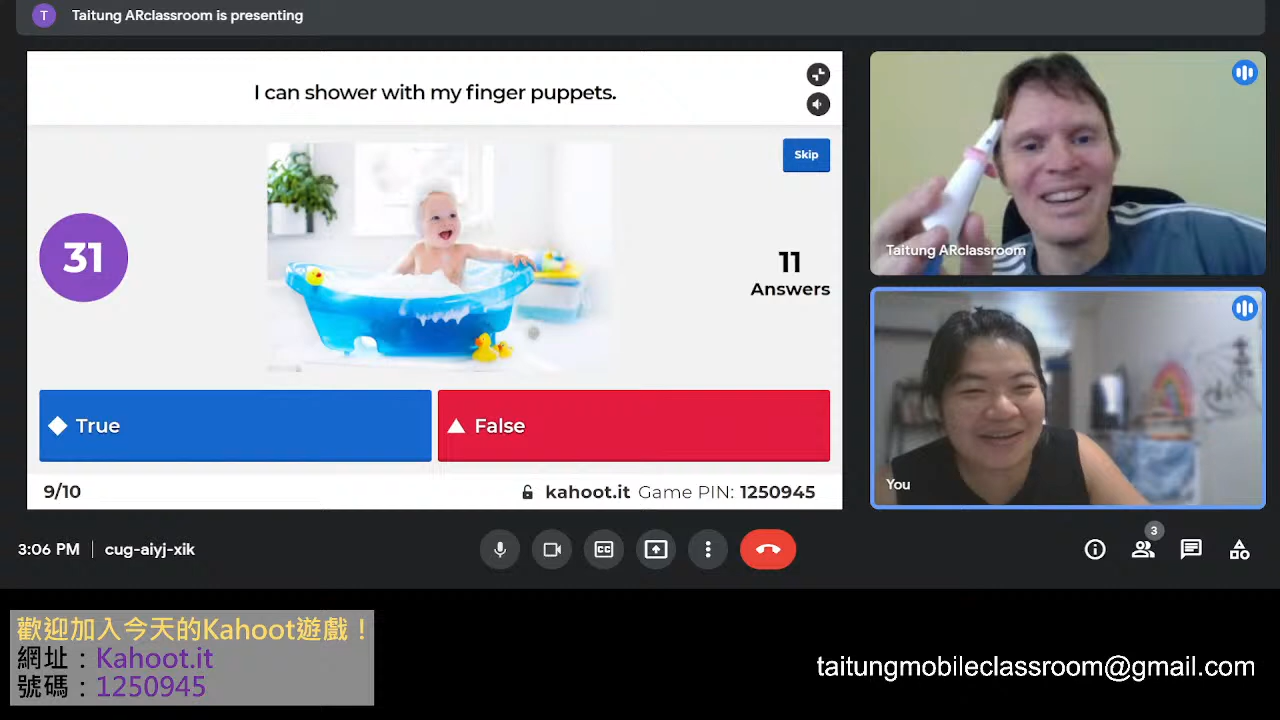 T Taitung ARclassroom is presenting
I can shower with my finger puppets.
Skip
31
11
Answers
True
False
9/10
kahoot.it Game PIN: 1250945
Taitung ARclassroom
You
3:06 PM cug-aiyj-xik
CC
3
歡迎加入今天的Kahoot遊戲！
網址：Kahoot.it
號碼：1250945
taitungmobileclassroom@gmail.com